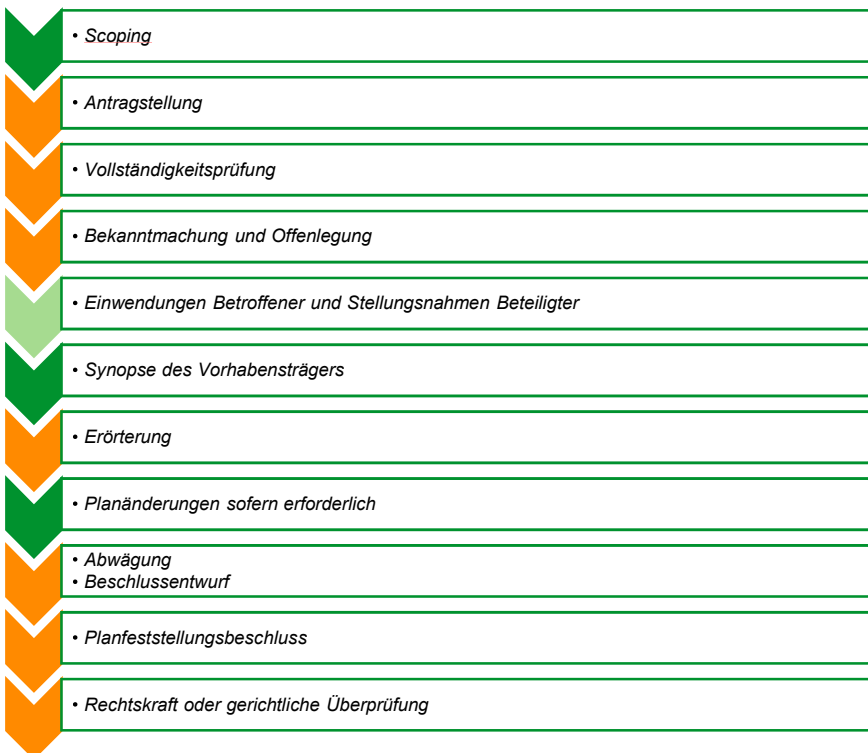 • Scoping
• Antragstellung
• Vollständigkeitsprüfung
• Bekanntmachung und Offenlegung
• Einwendungen Betroffener und Stellungsnahmen Beteiligter
• Synopse des Vorhabensträgers
• Erörterung
• Planänderungen sofern erforderlich
• Abwägung
• Beschlussentwurf
• Planfeststellungsbeschluss
• Rechtskraft oder gerichtliche Überprüfung